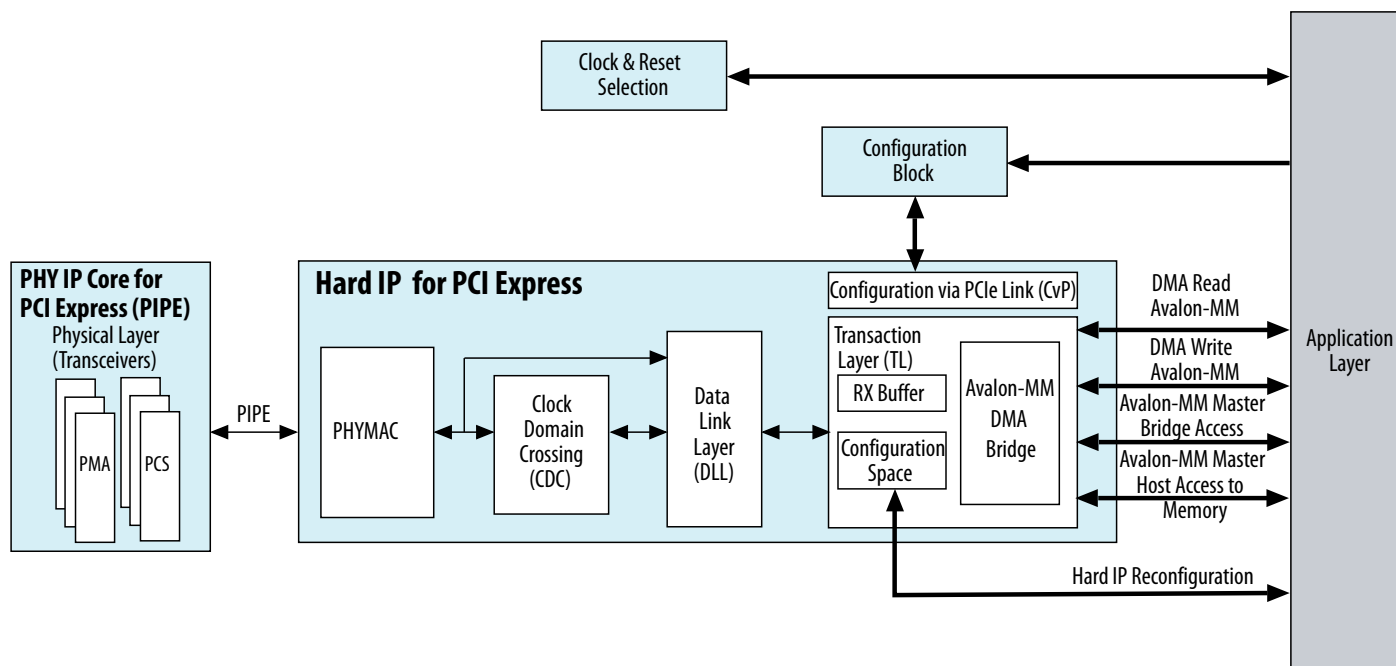 Clock & Reset
Selection
Configuration
Block
PHY IP Core for
PCI Express (PIPE)
Physical Layer
(Transceivers)
PMA
PCS
PIPE
Hard IP for PCI Express
PHYMAC
Clock
Domain
Crossing
(CDC)
Data
Link
Layer
(DLL)
Configuration via PCIe Link (CvP)
Transaction
Layer (TL)
RX Buffer
Configuration
Space
Avalon-MM
DMA
Bridge
DMA Read
Avalon-MM
DMA Write
Avalon-MM
Avalon-MM Master
Bridge Access
Avalon-MM Master
Host Access to
Memory
Hard IP Reconfiguration
Application
Layer